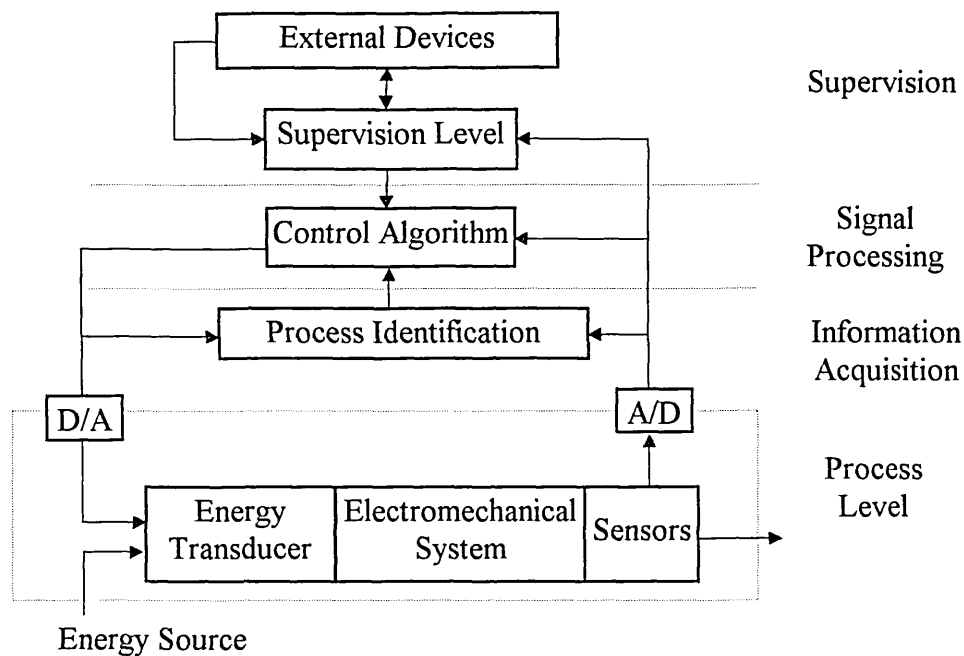 External Devices
Supervision
Supervision Level
Control Algorithm
Signal
Processing
Process Identification
Information
Acquisition
D/A
A/D
Process
Level
Energy
Transducer
Electromechanical
System
Sensors
Energy Source